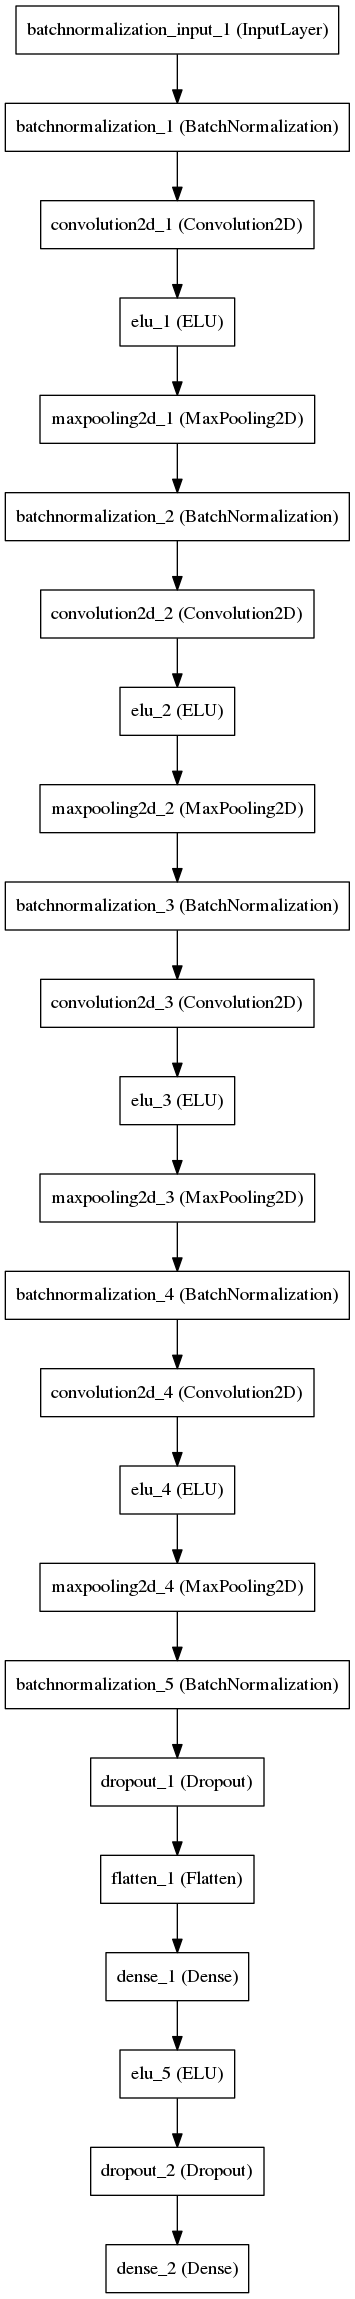 batchnormalization_input_1 (InputLayer)
batchnormalization_1 (BatchNormalization)
convolution2d_1 (Convolution2D)
elu_1 (ELU)
maxpooling2d_1 (MaxPooling2D)
batchnormalization_2 (BatchNormalization)
convolution2d_2 (Convolution2D)
elu_2 (ELU)
maxpooling2d_2 (MaxPooling2D)
batchnormalization_3 (BatchNormalization)
convolution2d_3 (Convolution2D)
elu_3 (ELU)
maxpooling2d_3 (MaxPooling2D)
batchnormalization_4 (BatchNormalization)
convolution2d_4 (Convolution2D)
elu_4 (ELU)
maxpooling2d_4 (MaxPooling2D)
batchnormalization_5 (BatchNormalization)
dropout_1 (Dropout)
flatten_1 (Flatten)
dense_1 (Dense)
elu_5 (ELU)
dropout_2 (Dropout)
dense_2 (Dense)